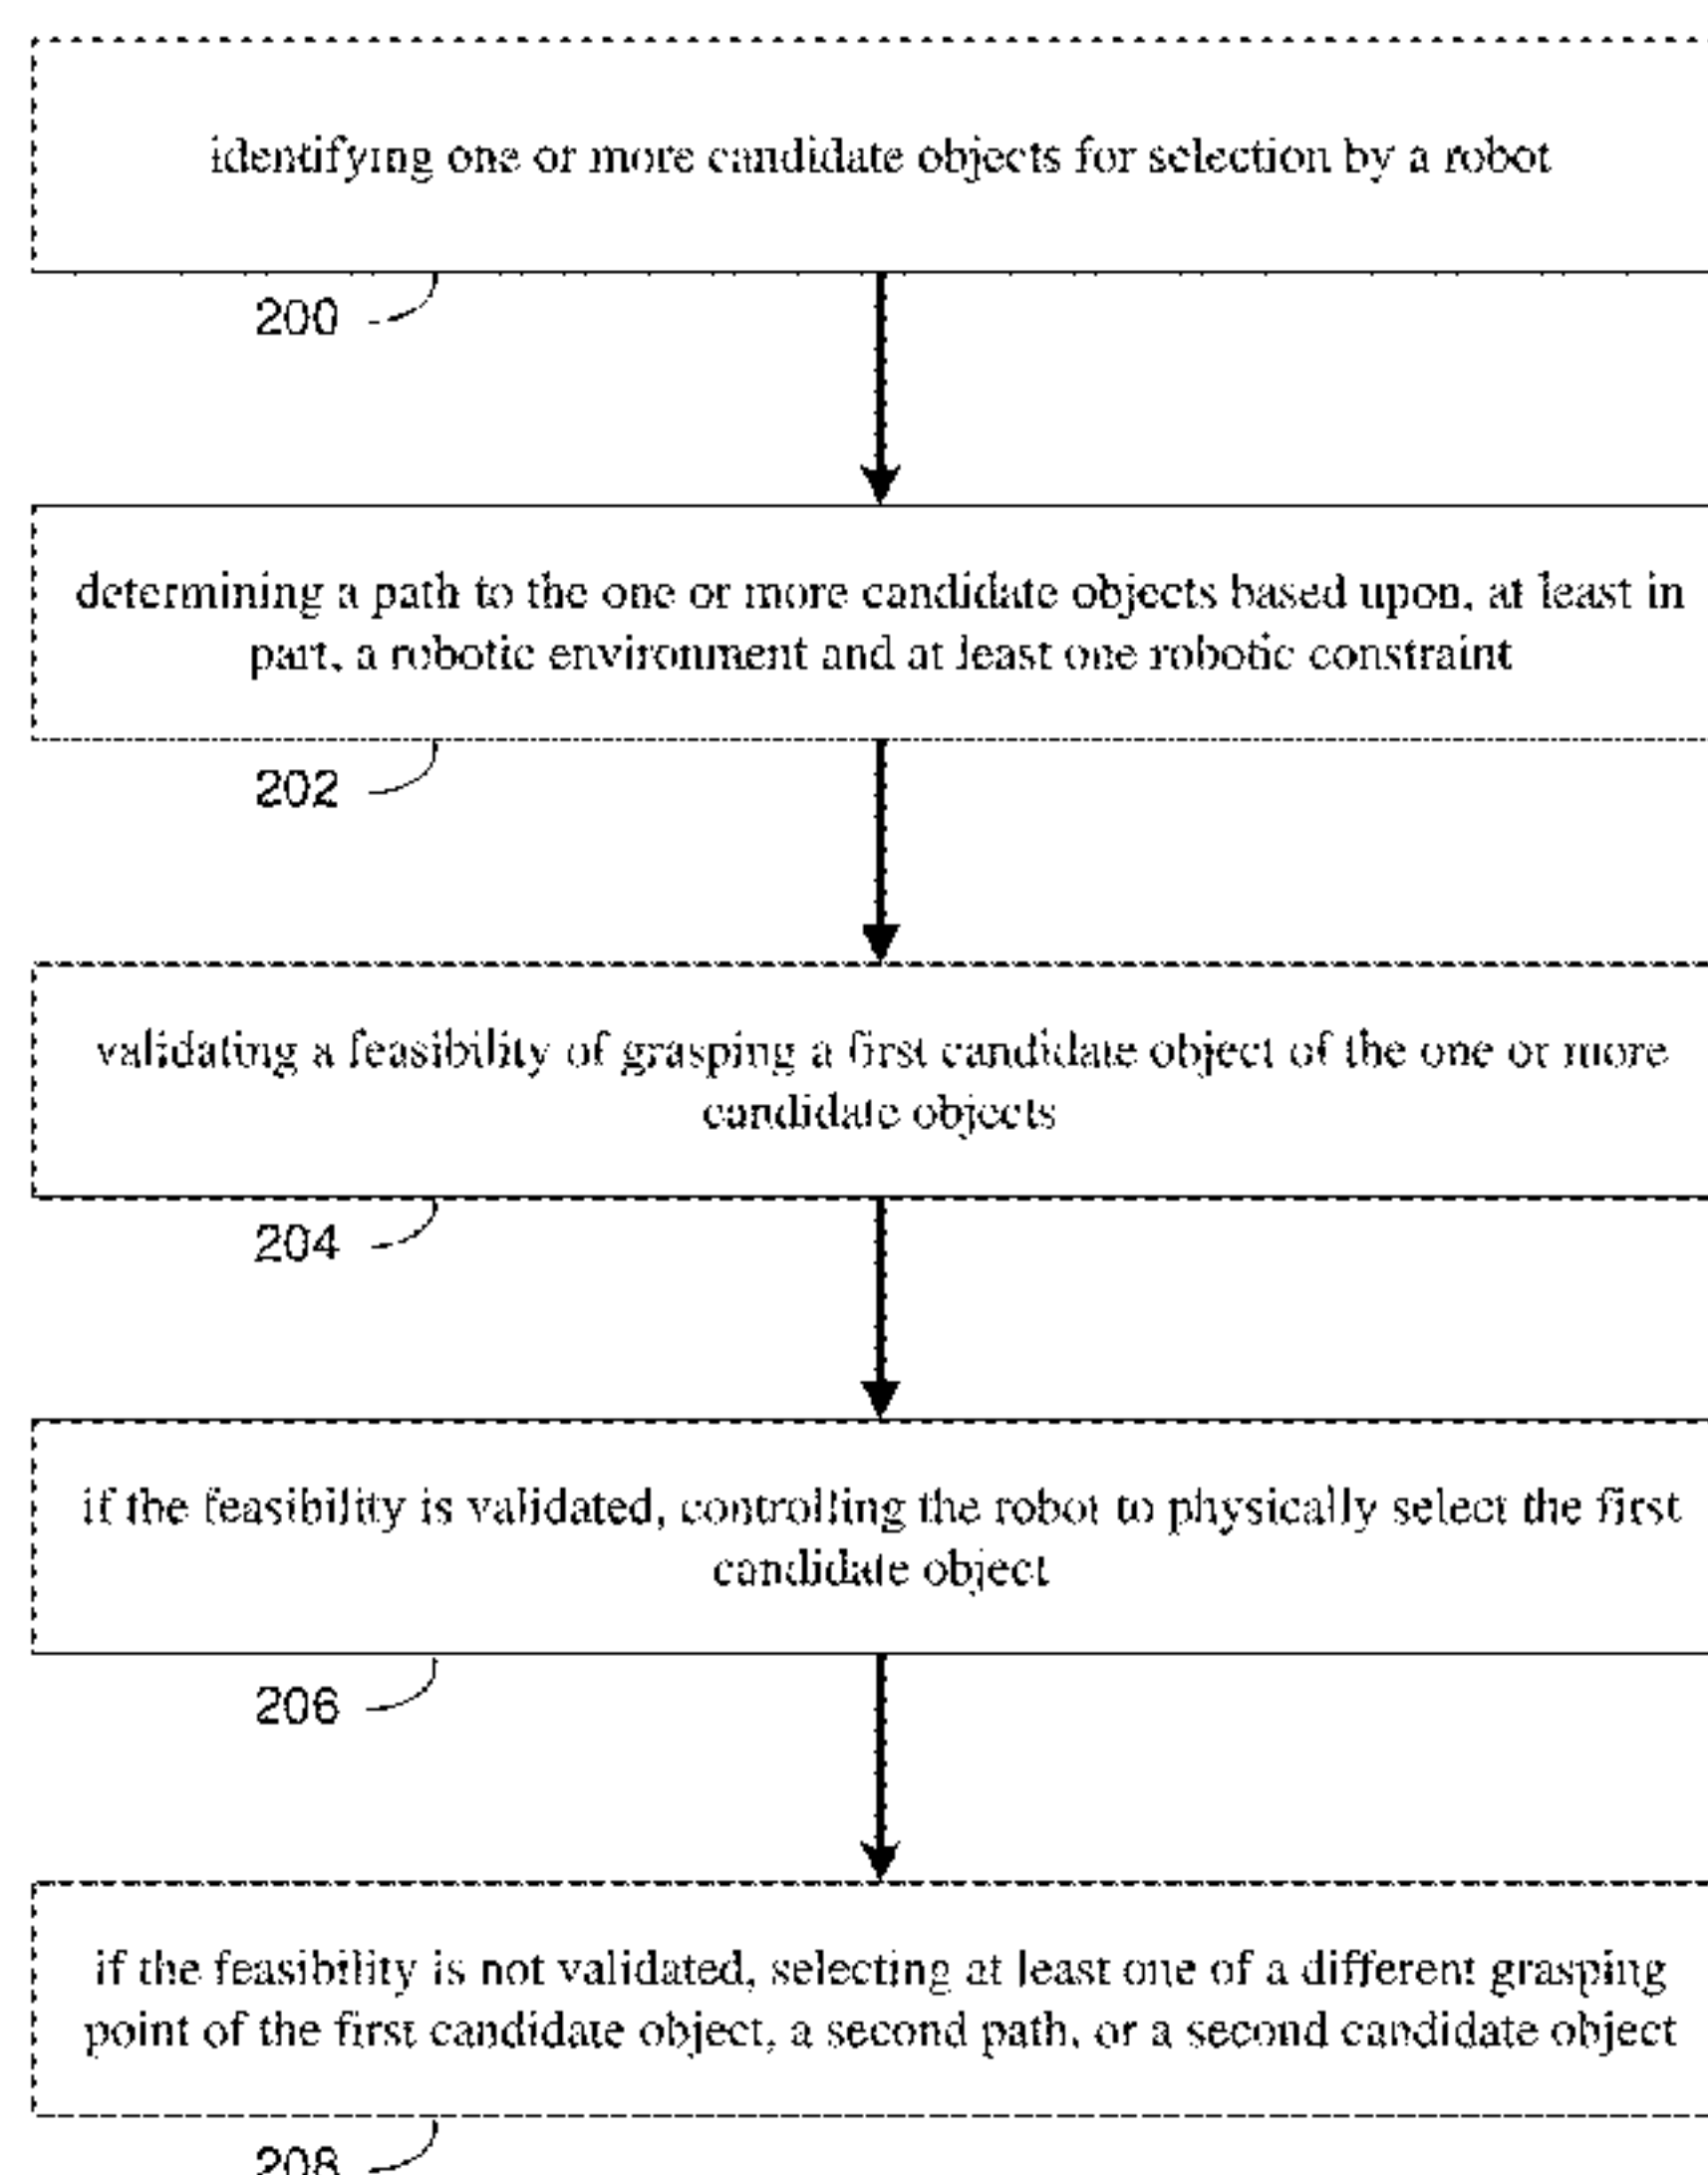 identifying one or more candidate objects for selection by a robot
200
determining a path to the one or more candidate objects based upon, at least in
part, a robotic environment and at least one robotic constraint
202
validating a feasibility of grasping a first candidate object of the one or more
candidate objects
204
if the feasibility is validated, controlling the robot to physically select the first
candidate object
206
if the feasibility is not validated, selecting at least one of a different grasping
point of the first candidate object, a second path, or a second candidate object
208